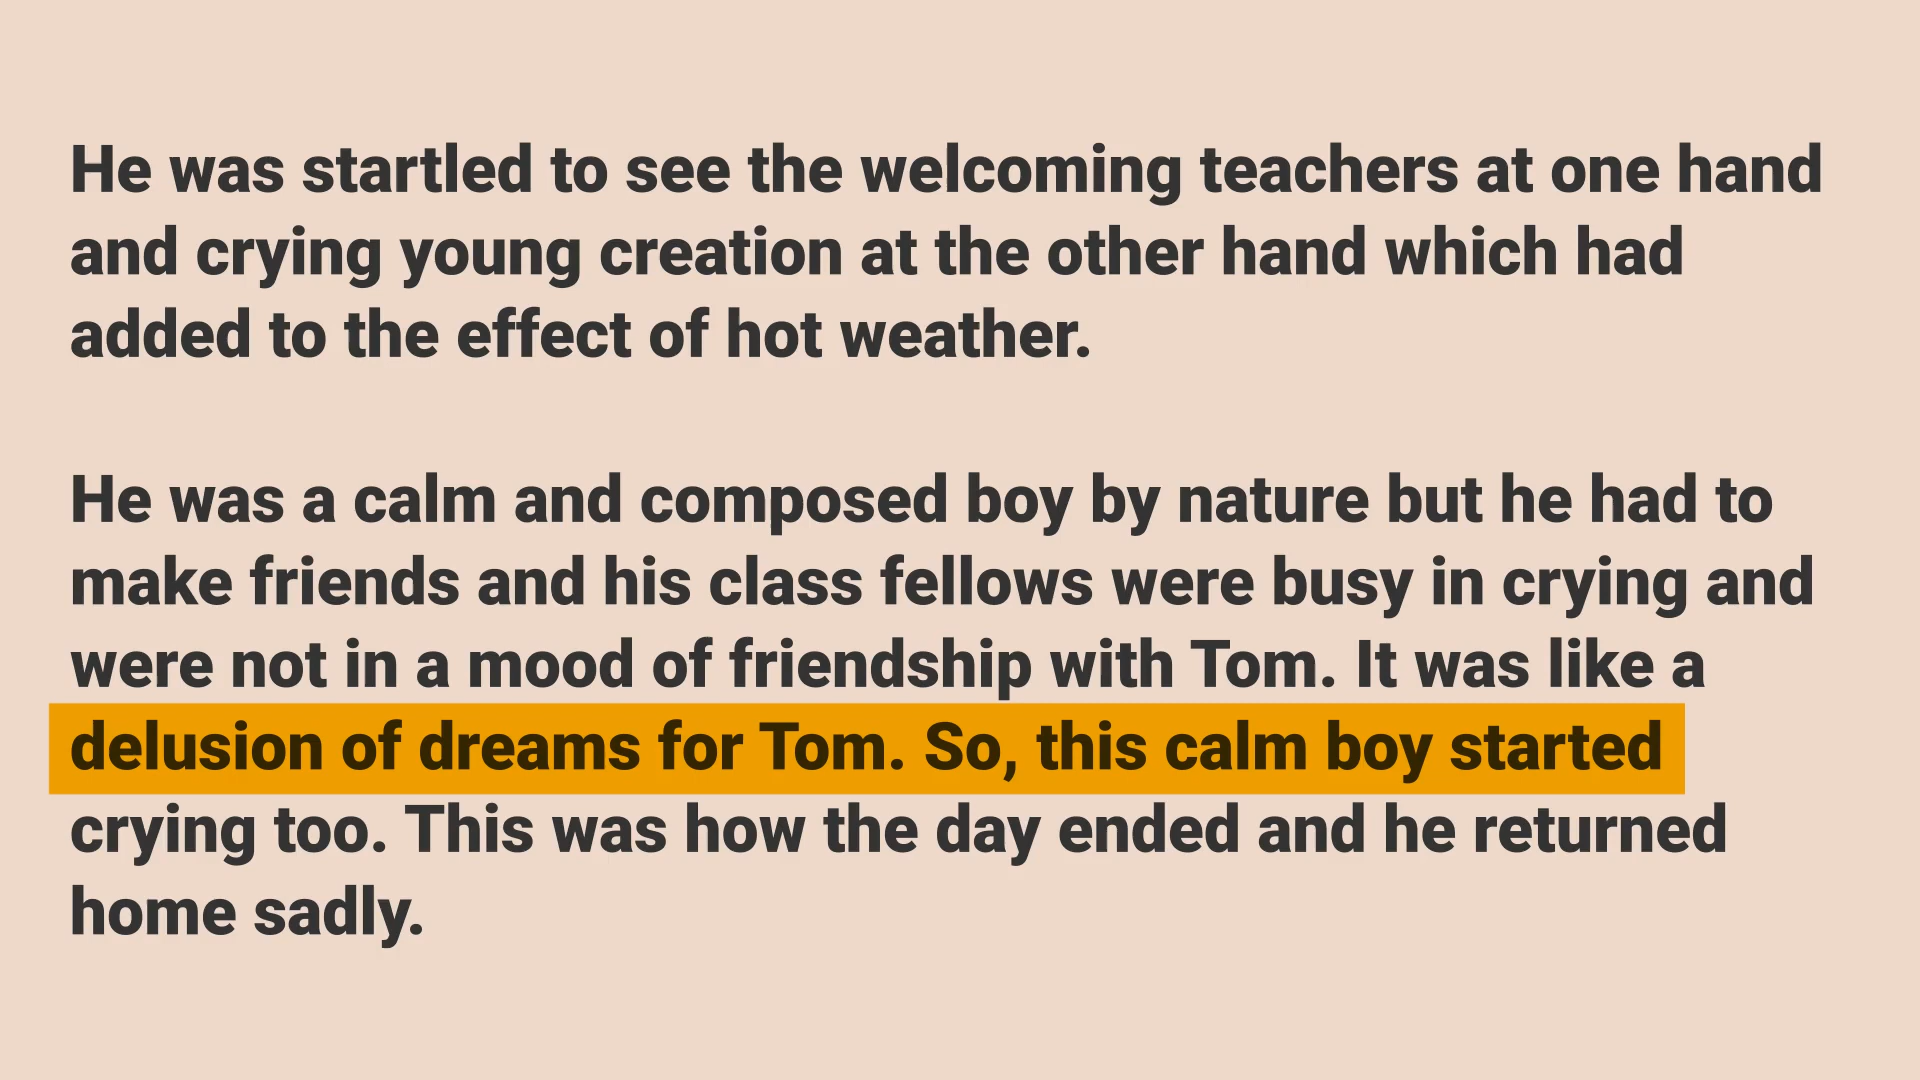 He was startled to see the welcoming teachers at one hand
and crying young creation at the other hand which had
added to the effect of hot weather.
He was a calm and composed boy by nature but he had to
make friends and his class fellows were busy in crying and
were not in a mood of friendship with Tom. It was like a
delusion of dreams for Tom. So, this calm boy started
crying too. This was how the day ended and he returned
home sadly.